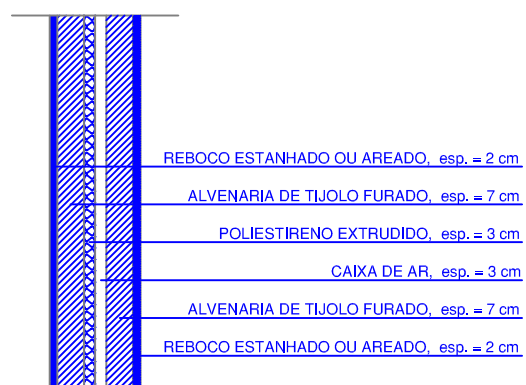 REBOCO ESTANHADO OU AREADO, esp. = 2 cm
ALVENARIA DE TIJOLO FURADO, esp. = 7 cm
POLIESTIRENO EXTRUDIDO, esp. = 3 cm
CAIXA DE AR, esp. = 3 cm
ALVENARIA DE TIJOLO FURADO, esp. = 7 cm
REBOCO ESTANHADO OU AREADO, esp. = 2 cm